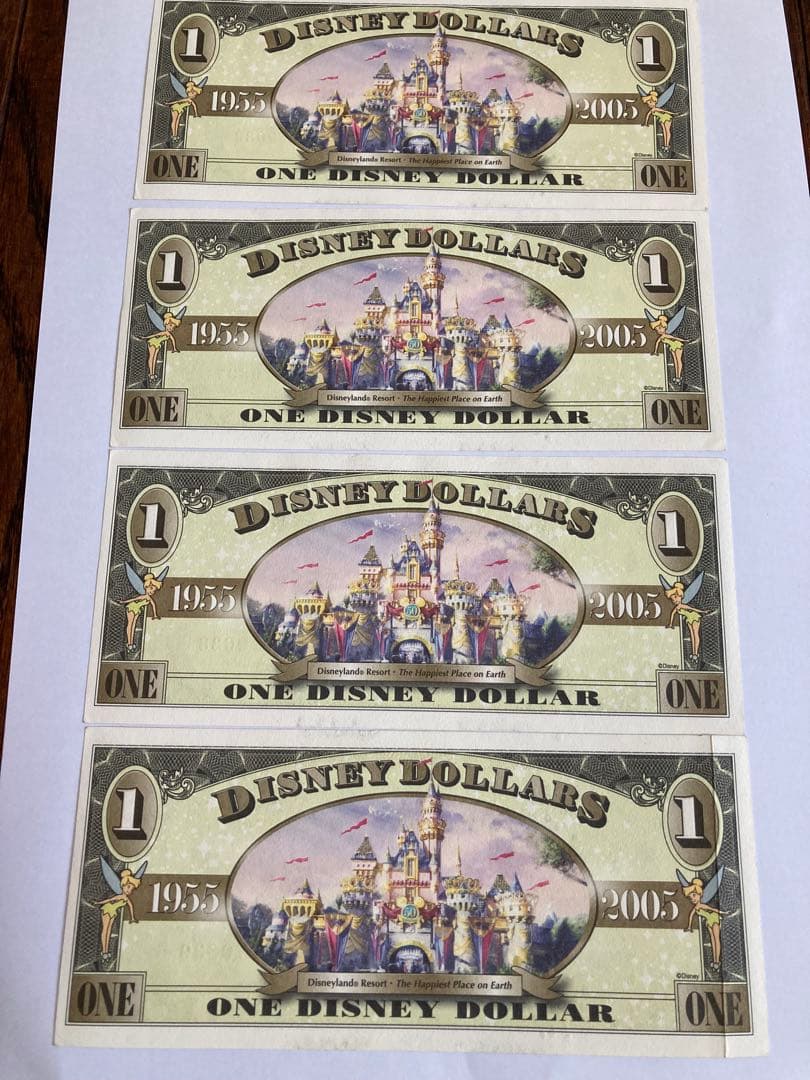 1 DISNEY DOLLARS 1
1955 2005
Disneyland® Resort · The Happiest Place on Earth
©Disney
ONE ONE DISNEY DOLLAR ONE
1 DISNEY DOLLARS 1
1955 50 2005
Disneyland® Resort · The Happiest Place on Earth
©Disney
ONE ONE DISNEY DOLLAR ONE
1 DISNEY DOLLARS 1
1955 50 2005
Disneyland® Resort · The Happiest Place on Earth
©Disney
ONE ONE DISNEY DOLLAR ONE
1 DISNEY DOLLARS 1
1955 50 2005
Disneyland® Resort · The Happiest Place on Earth
©Disney
ONE ONE DISNEY DOLLAR ONE